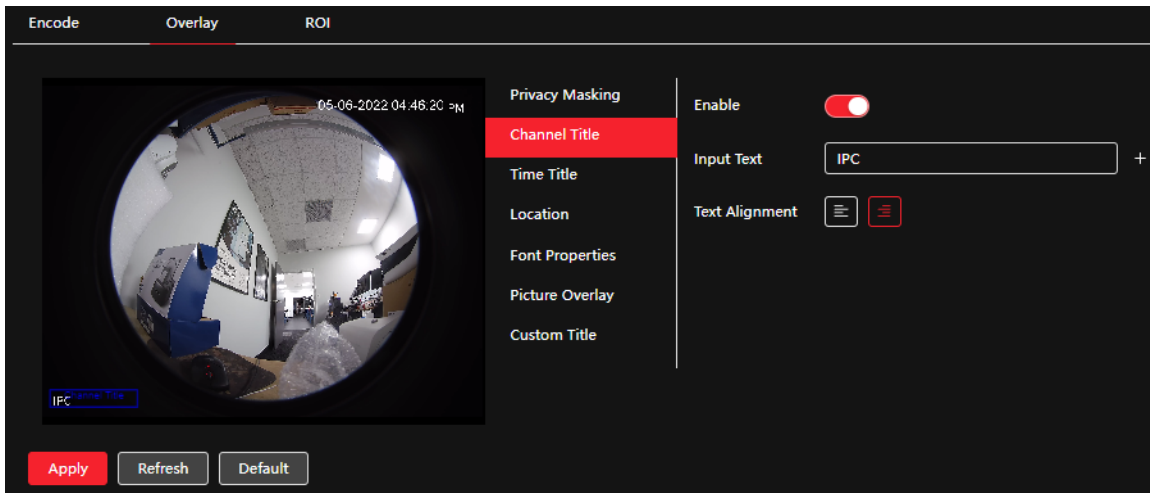 Encode Overlay ROI
05-06-2022 04:46:20 PM
Privacy Masking
Channel Title
Time Title
Location
Font Properties
Picture Overlay
Custom Title
Enable
Input Text IPC +
Text Alignment
IPC
Channel Title
Apply Refresh Default